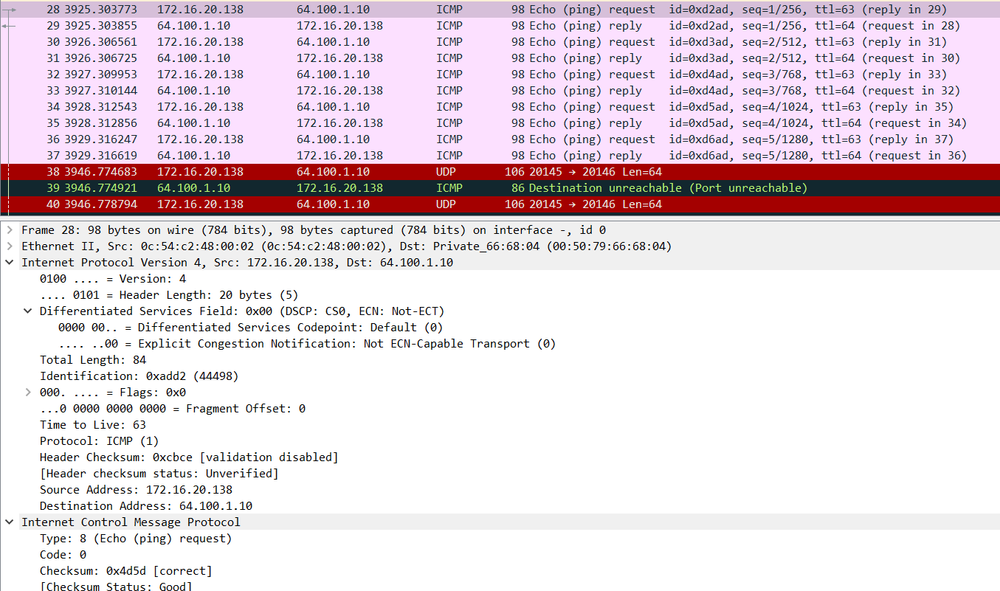 28 3925.303773 172.16.20.138 64.100.1.10 ICMP 98 Echo (ping) request id=0xd2ad, seq=1/256, ttl=63 (reply in 29)
29 3925.303855 64.100.1.10 172.16.20.138 ICMP 98 Echo (ping) reply id=0xd2ad, seq=1/256, ttl=64 (request in 28)
30 3926.306561 172.16.20.138 64.100.1.10 ICMP 98 Echo (ping) request id=0xd3ad, seq=2/512, ttl=63 (reply in 31)
31 3926.306725 64.100.1.10 172.16.20.138 ICMP 98 Echo (ping) reply id=0xd3ad, seq=2/512, ttl=64 (request in 30)
32 3927.309953 172.16.20.138 64.100.1.10 ICMP 98 Echo (ping) request id=0xd4ad, seq=3/768, ttl=63 (reply in 33)
33 3927.310144 64.100.1.10 172.16.20.138 ICMP 98 Echo (ping) reply id=0xd4ad, seq=3/768, ttl=64 (request in 32)
34 3928.312543 172.16.20.138 64.100.1.10 ICMP 98 Echo (ping) request id=0xd5ad, seq=4/1024, ttl=63 (reply in 35)
35 3928.312856 64.100.1.10 172.16.20.138 ICMP 98 Echo (ping) reply id=0xd5ad, seq=4/1024, ttl=64 (request in 34)
36 3929.316247 172.16.20.138 64.100.1.10 ICMP 98 Echo (ping) request id=0xd6ad, seq=5/1280, ttl=63 (reply in 37)
37 3929.316619 64.100.1.10 172.16.20.138 ICMP 98 Echo (ping) reply id=0xd6ad, seq=5/1280, ttl=64 (request in 36)
38 3946.774683 172.16.20.138 64.100.1.10 UDP 106 20145 → 20146 Len=64
39 3946.774921 64.100.1.10 172.16.20.138 ICMP 86 Destination unreachable (Port unreachable)
40 3946.778794 172.16.20.138 64.100.1.10 UDP 106 20145 → 20146 Len=64
Frame 28: 98 bytes on wire (784 bits), 98 bytes captured (784 bits) on interface -, id 0
Ethernet II, Src: 0c:54:c2:48:00:02 (0c:54:c2:48:00:02), Dst: Private_66:68:04 (00:50:79:66:68:04)
Internet Protocol Version 4, Src: 172.16.20.138, Dst: 64.100.1.10
0100 .... = Version: 4
.... 0101 = Header Length: 20 bytes (5)
Differentiated Services Field: 0x00 (DSCP: CS0, ECN: Not-ECT)
0000 00.. = Differentiated Services Codepoint: Default (0)
.... ..00 = Explicit Congestion Notification: Not ECN-Capable Transport (0)
Total Length: 84
Identification: 0xadd2 (44498)
000. .... = Flags: 0x0
...0 0000 0000 0000 = Fragment Offset: 0
Time to Live: 63
Protocol: ICMP (1)
Header Checksum: 0xcbce [validation disabled]
[Header checksum status: Unverified]
Source Address: 172.16.20.138
Destination Address: 64.100.1.10
Internet Control Message Protocol
Type: 8 (Echo (ping) request)
Code: 0
Checksum: 0x4d5d [correct]
[Checksum Status: Good]